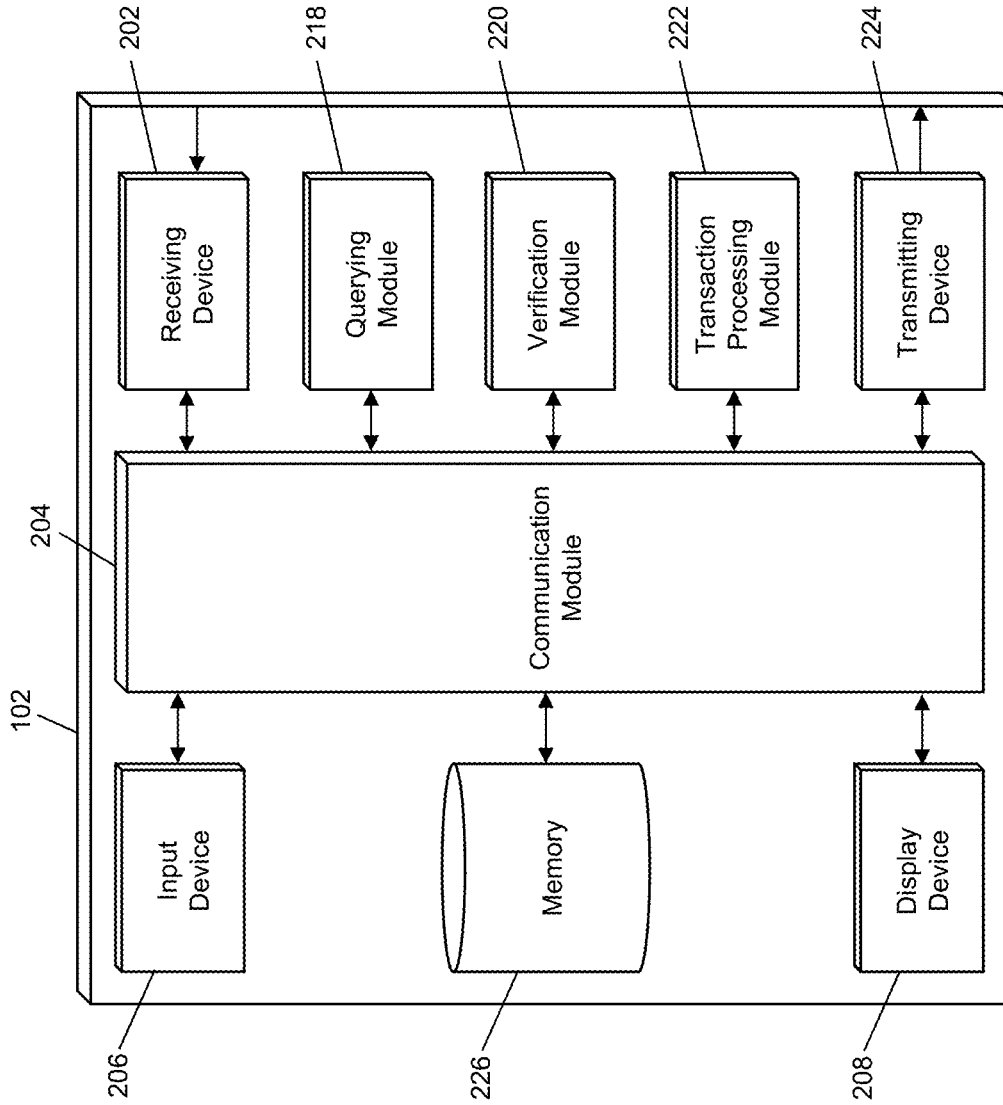 102
204
206
Input
Device
226
Memory
208
Display
Device
Communication
Module
Receiving
Device
202
Querying
Module
218
Verification
Module
220
Transaction
Processing
Module
222
Transmitting
Device
224